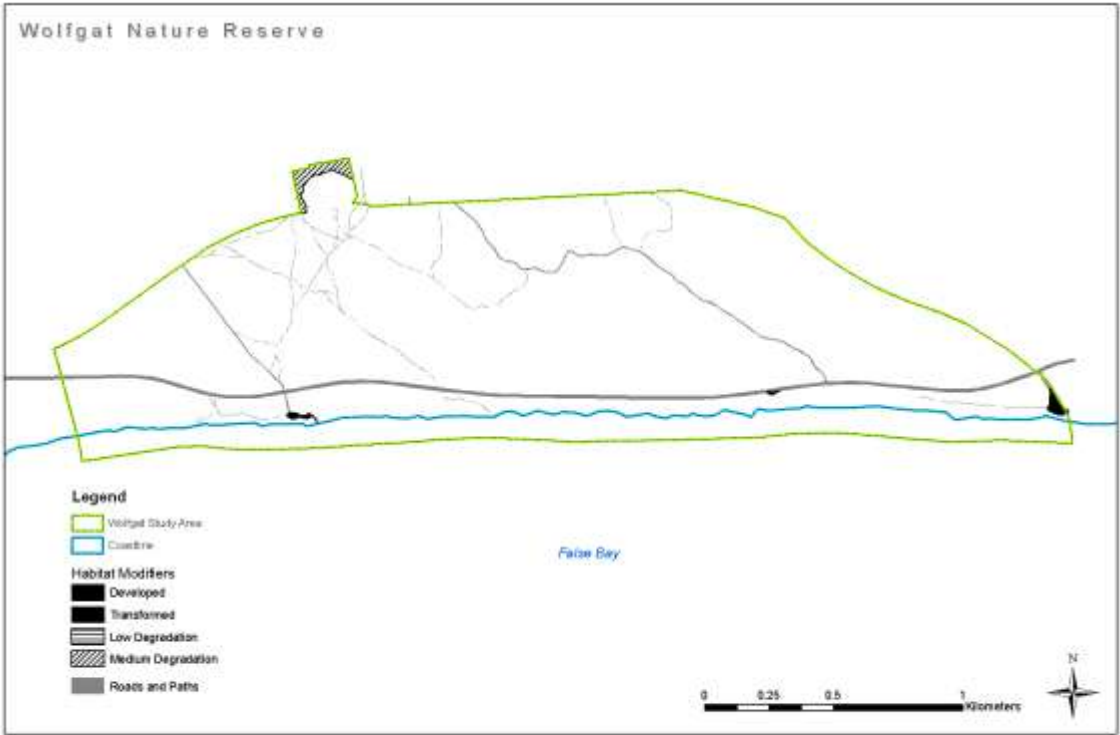 Wolfgat Nature Reserve
Legend
Wolfgat Study Area
Coastline
False Bay
Habitat Modifiers
Developed
Transformed
Low Degradation
Medium Degradation
Roads and Paths
N
0 0.25 0.5 1
Kilometers